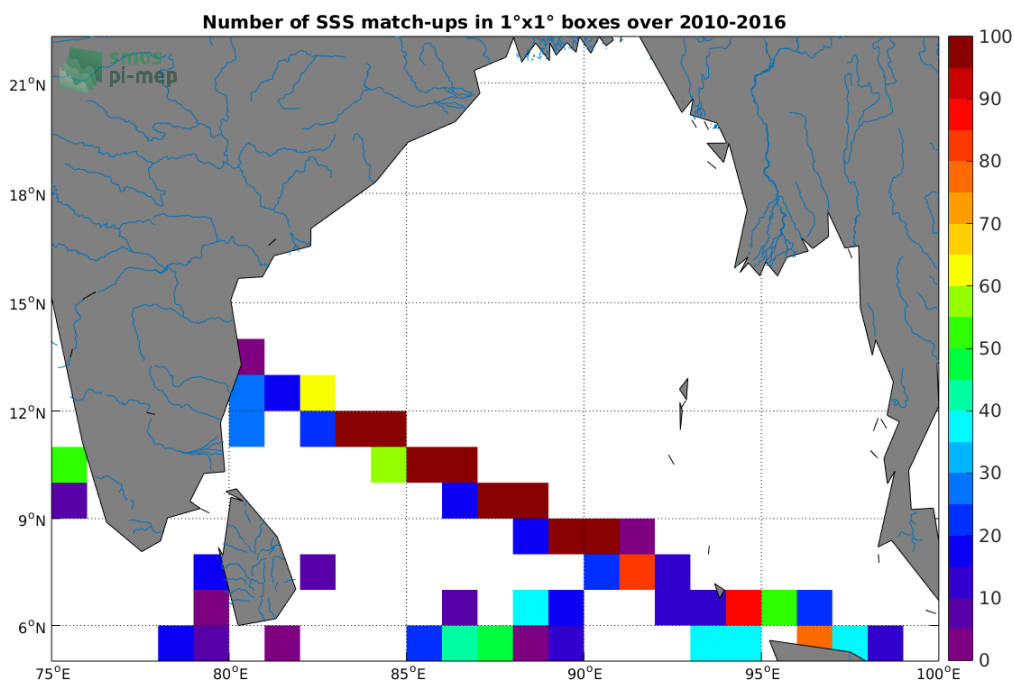 Number of SSS match-ups in 1°x1° boxes over 2010-2016
smos
pi-mep
21°N
18°N
15°N
12°N
9°N
6°N
75°E 80°E 85°E 90°E 95°E 100°E
100
90
80
70
60
50
40
30
20
10
0